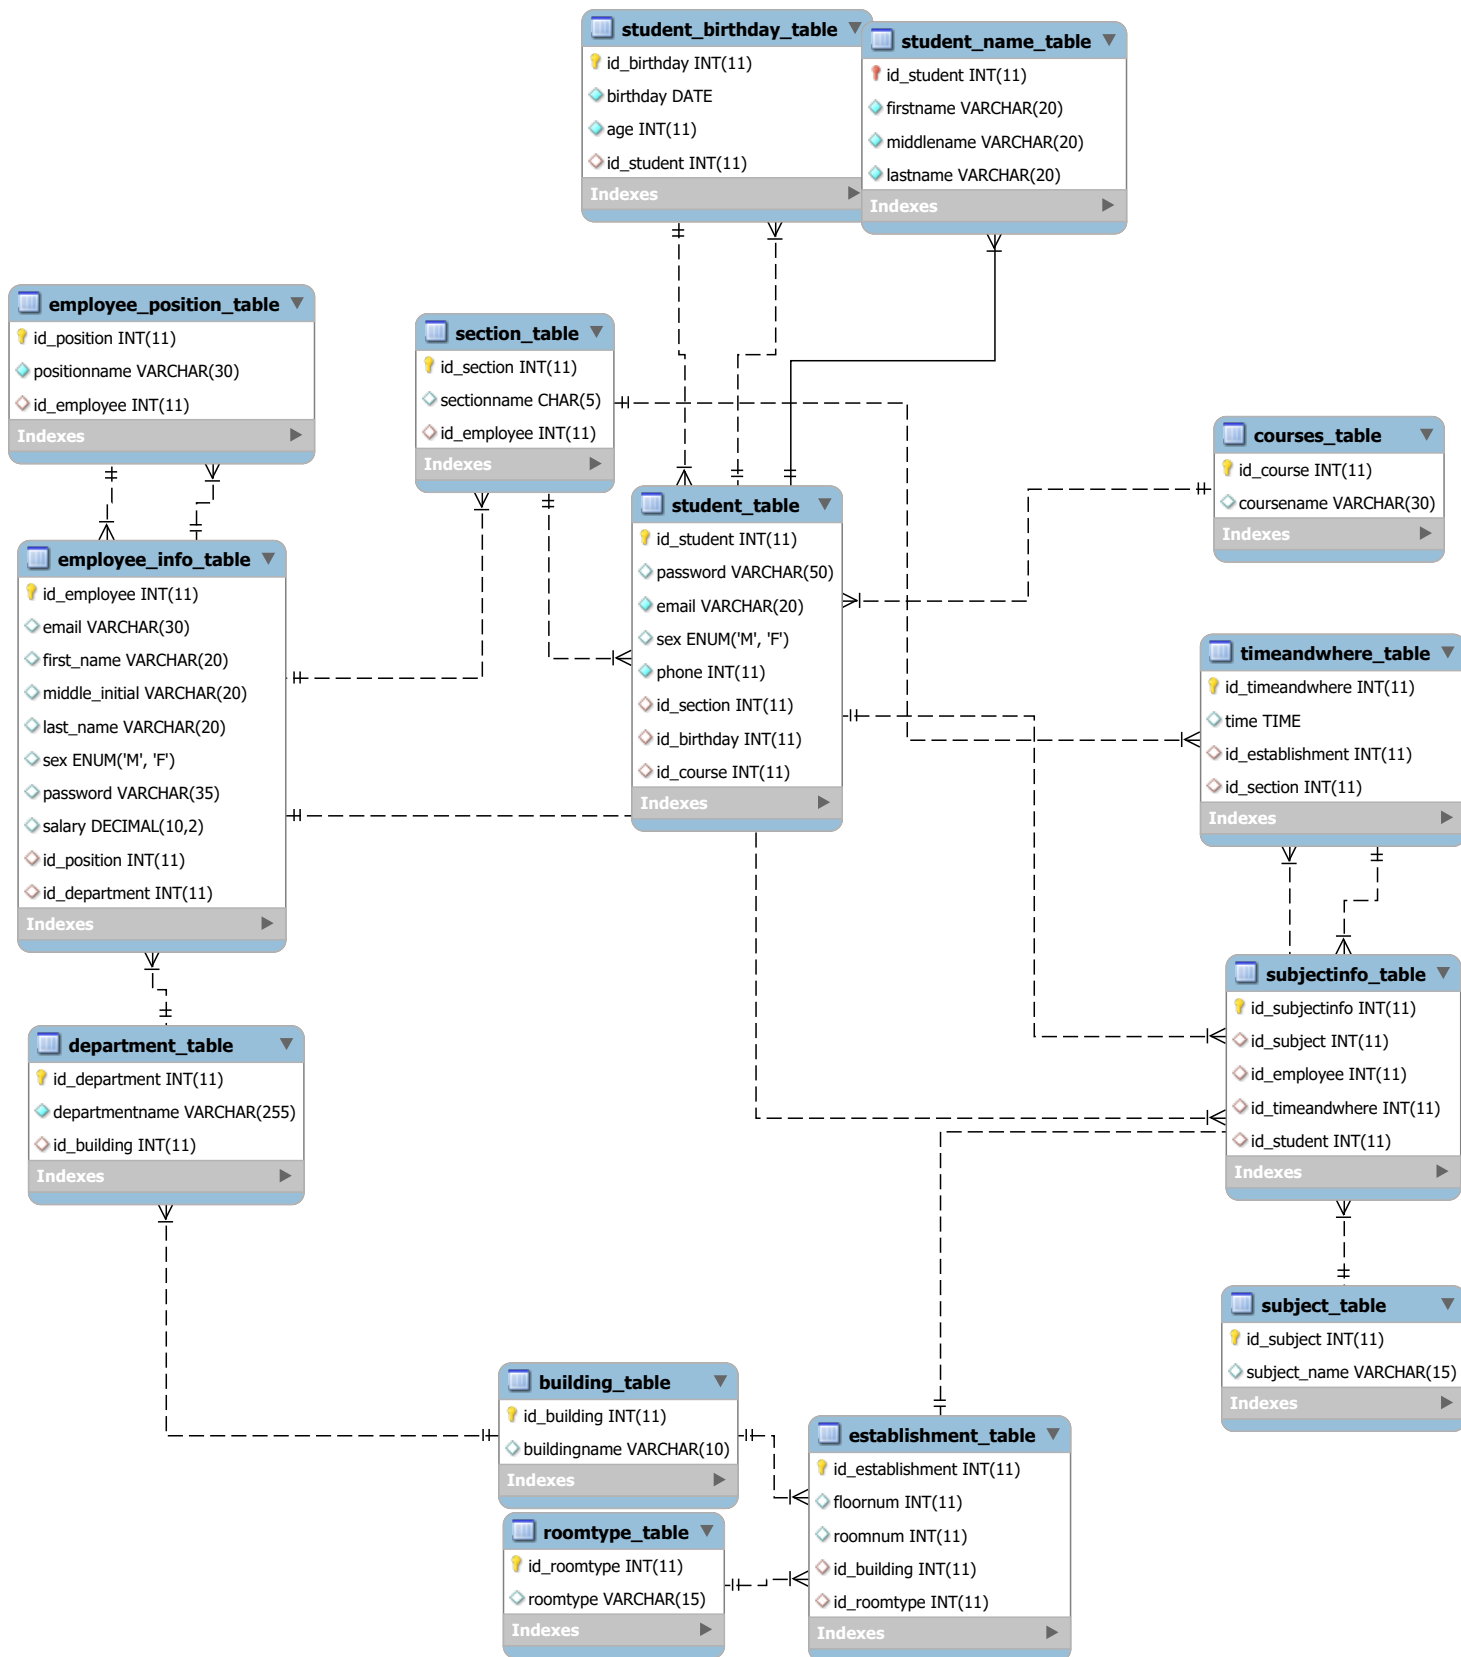 student_birthday_table
id_birthday INT(11)
birthday DATE
age INT(11)
id_student INT(11)
Indexes
student_name_table
id_student INT(11)
firstname VARCHAR(20)
middlename VARCHAR(20)
lastname VARCHAR(20)
Indexes
employee_position_table
id_position INT(11)
positionname VARCHAR(30)
id_employee INT(11)
Indexes
section_table
id_section INT(11)
sectionname CHAR(5)
id_employee INT(11)
Indexes
courses_table
id_course INT(11)
coursename VARCHAR(30)
Indexes
student_table
id_student INT(11)
password VARCHAR(50)
email VARCHAR(20)
sex ENUM('M', 'F')
phone INT(11)
id_section INT(11)
id_birthday INT(11)
id_course INT(11)
Indexes
employee_info_table
id_employee INT(11)
email VARCHAR(30)
first_name VARCHAR(20)
middle_initial VARCHAR(20)
last_name VARCHAR(20)
sex ENUM('M', 'F')
password VARCHAR(35)
salary DECIMAL(10,2)
id_position INT(11)
id_department INT(11)
Indexes
timeandwhere_table
id_timeandwhere INT(11)
time TIME
id_establishment INT(11)
id_section INT(11)
Indexes
subjectinfo_table
id_subjectinfo INT(11)
id_subject INT(11)
id_employee INT(11)
id_timeandwhere INT(11)
id_student INT(11)
Indexes
department_table
id_department INT(11)
departmentname VARCHAR(255)
id_building INT(11)
Indexes
subject_table
id_subject INT(11)
subject_name VARCHAR(15)
Indexes
building_table
id_building INT(11)
buildingname VARCHAR(10)
Indexes
establishment_table
id_establishment INT(11)
floornum INT(11)
roomnum INT(11)
id_building INT(11)
id_roomtype INT(11)
Indexes
roomtype_table
id_roomtype INT(11)
roomtype VARCHAR(15)
Indexes